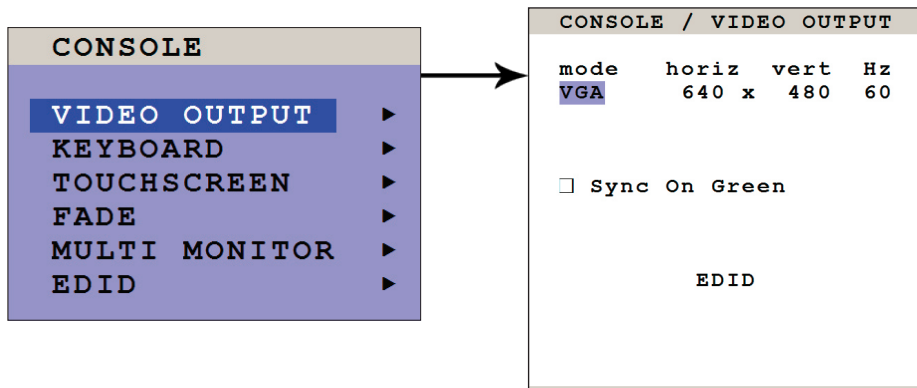 CONSOLE
VIDEO OUTPUT
KEYBOARD
TOUCHSCREEN
FADE
MULTI MONITOR
EDID
CONSOLE / VIDEO OUTPUT
mode horiz vert Hz
VGA 640 x 480 60
Sync On Green
EDID